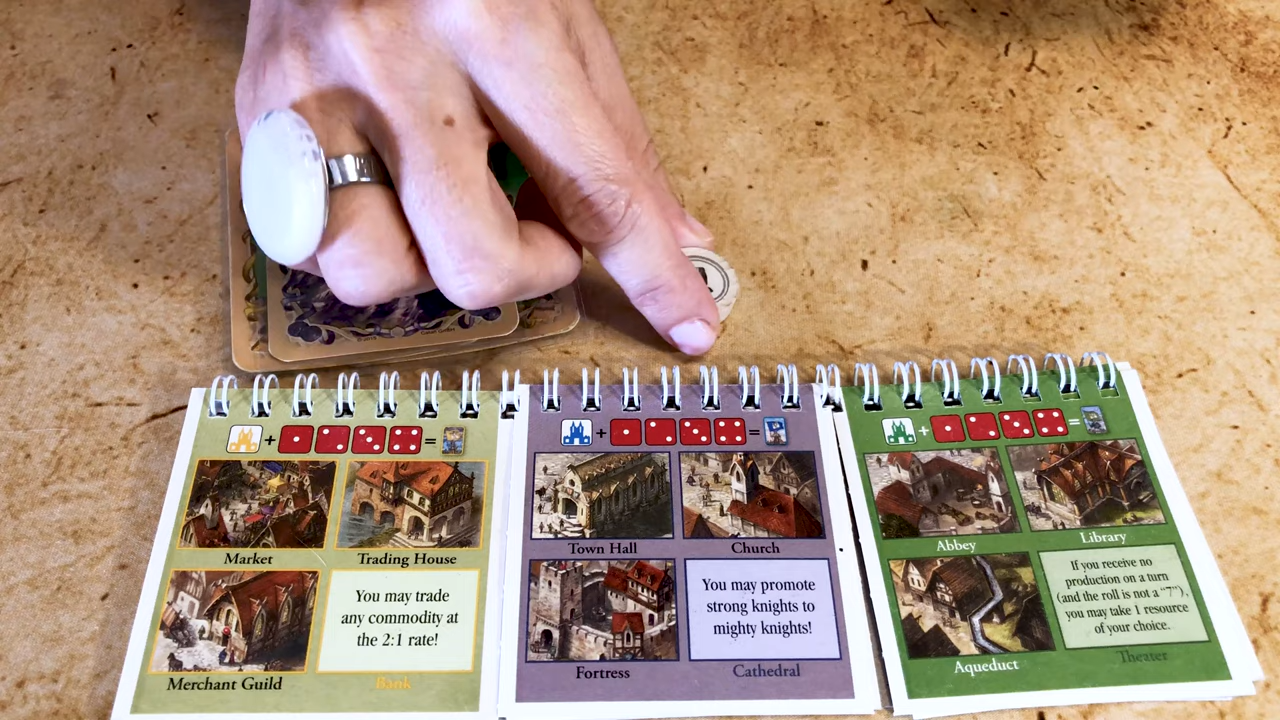 + =
Market
Trading House
Merchant Guild
You may trade
any commodity at
the 2:1 rate!
Bank
+ =
Town Hall
Church
Fortress
You may promote
strong knights to
mighty knights!
Cathedral
+ =
Abbey
Library
Aqueduct
If you receive no
production on a turn
(and the roll is not a “7”),
you may take 1 resource
of your choice.
Theater